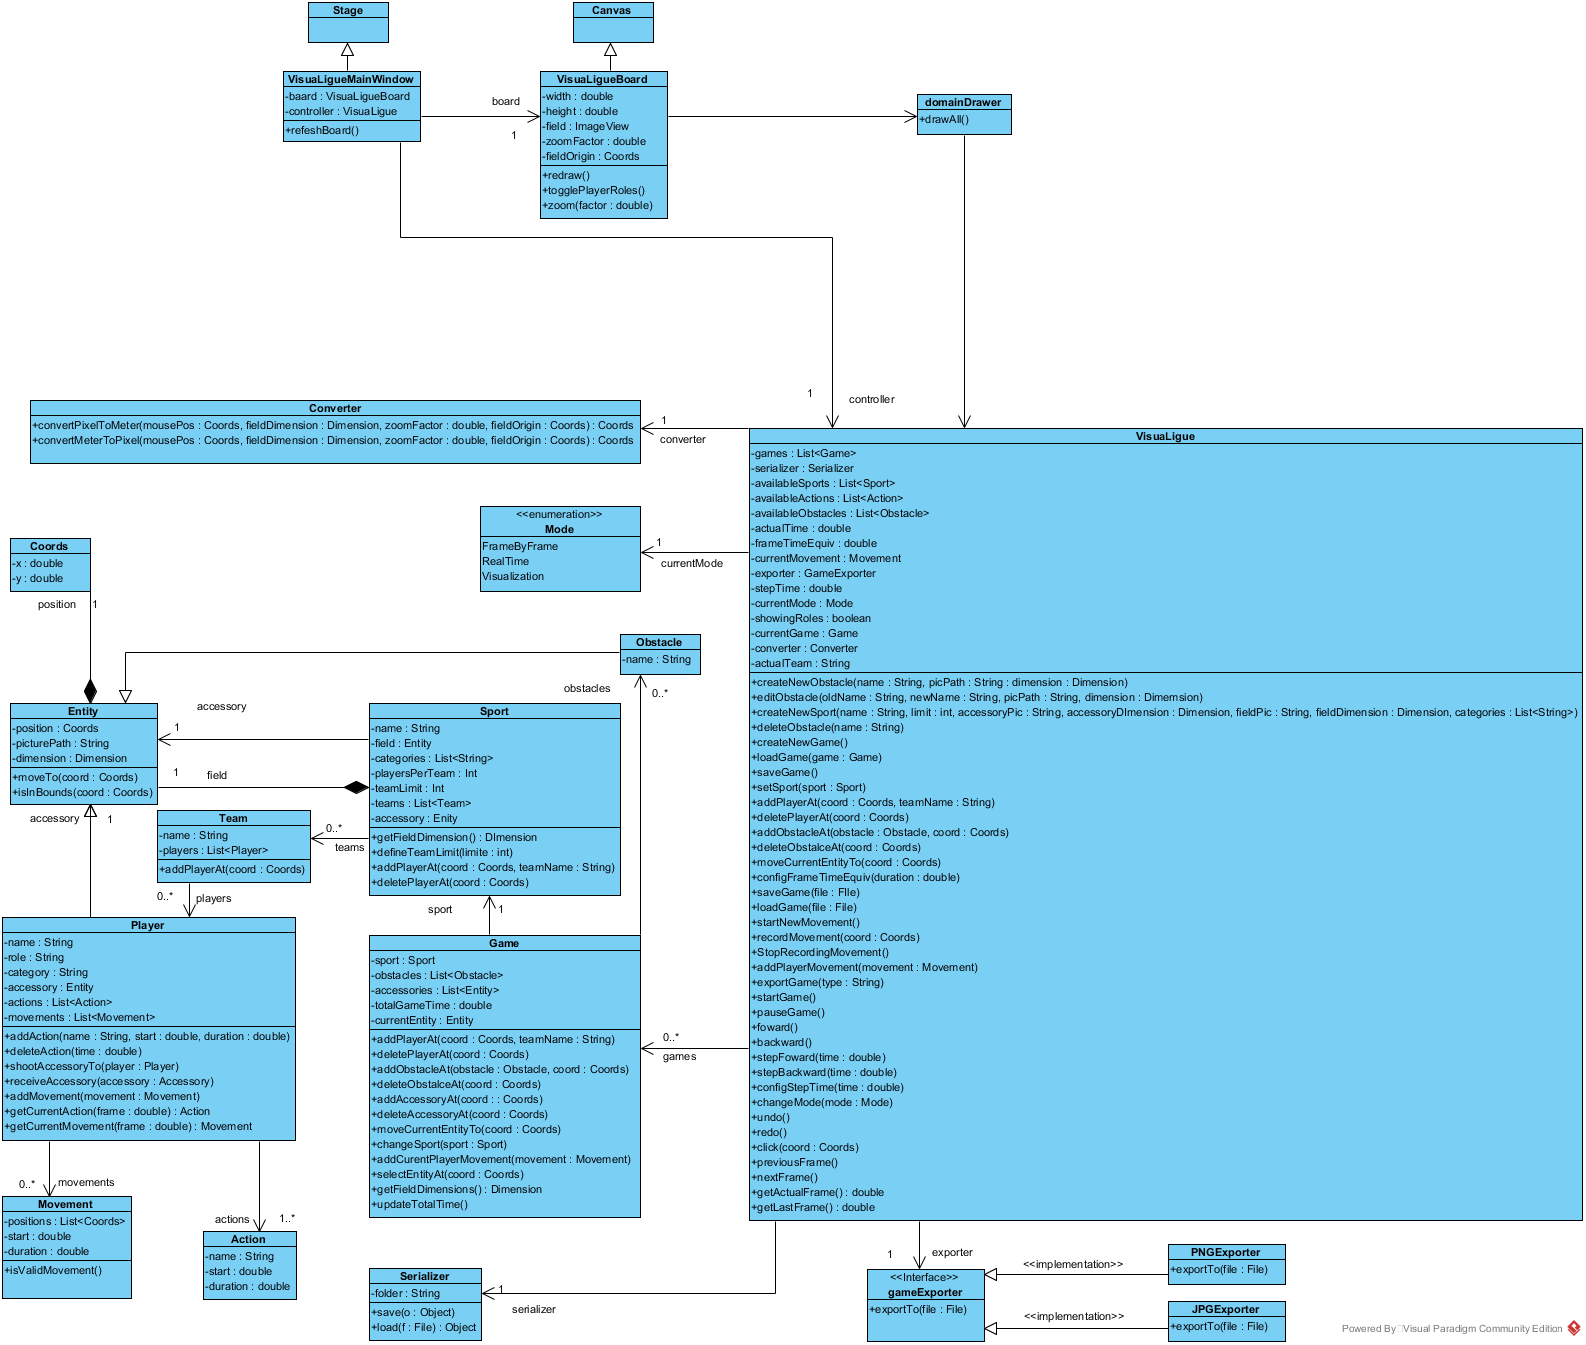 Stage
Canvas
VisuaLigueMainWindow
-baard : VisuaLigueBoard
-controller : VisuaLigue
+refeshBoard()
board
1
VisuaLigueBoard
-width : double
-height : double
-field : ImageView
-zoomFactor : double
-fieldOrigin : Coords
+redraw()
+togglePlayerRoles()
+zoom(factor : double)
domainDrawer
+drawAll()
1
controller
Converter
+convertPixelToMeter(mousePos : Coords, fieldDimension : Dimension, zoomFactor : double, fieldOrigin : Coords) : Coords
+convertMeterToPixel(mousePos : Coords, fieldDimension : Dimension, zoomFactor : double, fieldOrigin : Coords) : Coords
1
converter
VisuaLigue
-games : List<Game>
-serializer : Serializer
-availableSports : List<Sport>
-availableActions : List<Action>
-availableObstacles : List<Obstacle>
-actualTime : double
-frameTimeEquiv : double
-currentMovement : Movement
-exporter : GameExporter
-stepTime : double
-currentMode : Mode
-showingRoles : boolean
-currentGame : Game
-converter : Converter
-actualTeam : String
+createNewObstacle(name : String, picPath : String : dimension : Dimension)
+editObstacle(oldName : String, newName : String, picPath : String, dimension : Dimemsion)
+createNewSport(name : String, limit : int, accessoryPic : String, accessoryDImension : Dimension, fieldPic : String, fieldDimension : Dimension, categories : List<String>)
+deleteObstacle(name : String)
+createNewGame()
+loadGame(game : Game)
+saveGame()
+setSport(sport : Sport)
+addPlayerAt(coord : Coords, teamName : String)
+deletePlayerAt(coord : Coords)
+addObstacleAt(obstacle : Obstacle, coord : Coords)
+deleteObstalceAt(coord : Coords)
+moveCurrentEntityTo(coord : Coords)
+configFrameTimeEquiv(duration : double)
+saveGame(file : FIle)
+loadGame(file : File)
+startNewMovement()
+recordMovement(coord : Coords)
+StopRecordingMovement()
+addPlayerMovement(movement : Movement)
+exportGame(type : String)
+startGame()
+pauseGame()
+foward()
+backward()
+stepFoward(time : double)
+stepBackward(time : double)
+configStepTime(time : double)
+changeMode(mode : Mode)
+undo()
+redo()
+click(coord : Coords)
+previousFrame()
+nextFrame()
+getActualFrame() : double
+getLastFrame() : double
<<enumeration>>
Mode
FrameByFrame
RealTime
Visualization
1
currentMode
Coords
-x : double
-y : double
position
1
Obstacle
-name : String
obstacles
0..*
Entity
-position : Coords
-picturePath : String
-dimension : Dimension
+moveTo(coord : Coords)
+isInBounds(coord : Coords)
accessory
1
1
field
Sport
-name : String
-field : Entity
-categories : List<String>
-playersPerTeam : Int
-teamLimit : Int
-teams : List<Team>
-accessory : Enity
+getFieldDimension() : DImension
+defineTeamLimit(limite : int)
+addPlayerAt(coord : Coords, teamName : String)
+deletePlayerAt(coord : Coords)
accessory
1
Team
-name : String
-players : List<Player>
+addPlayerAt(coord : Coords)
0..*
teams
0..*
players
sport
1
Player
-name : String
-role : String
-category : String
-accessory : Entity
-actions : List<Action>
-movements : List<Movement>
+addAction(name : String, start : double, duration : double)
+deleteAction(time : double)
+shootAccessoryTo(player : Player)
+receiveAccessory(accessory : Accessory)
+addMovement(movement : Movement)
+getCurrentAction(frame : double) : Action
+getCurrentMovement(frame : double) : Movement
Game
-sport : Sport
-obstacles : List<Obstacle>
-accessories : List<Entity>
-totalGameTime : double
-currentEntity : Entity
+addPlayerAt(coord : Coords, teamName : String)
+deletePlayerAt(coord : Coords)
+addObstacleAt(obstacle : Obstacle, coord : Coords)
+deleteObstalceAt(coord : Coords)
+addAccessoryAt(coord : : Coords)
+deleteAccessoryAt(coord : Coords)
+moveCurrentEntityTo(coord : Coords)
+changeSport(sport : Sport)
+addCurentPlayerMovement(movement : Movement)
+selectEntityAt(coord : Coords)
+getFieldDimensions() : Dimension
+updateTotalTime()
0..*
games
0..*
movements
Movement
-positions : List<Coords>
-start : double
-duration : double
+isValidMovement()
actions
1..*
Action
-name : String
-start : double
-duration : double
Serializer
-folder : String
+save(o : Object)
+load(f : File) : Object
1
serializer
1
exporter
<<Interface>>
gameExporter
+exportTo(file : File)
<<implementation>>
PNGExporter
+exportTo(file : File)
<<implementation>>
JPGExporter
+exportTo(file : File)
Powered By Visual Paradigm Community Edition